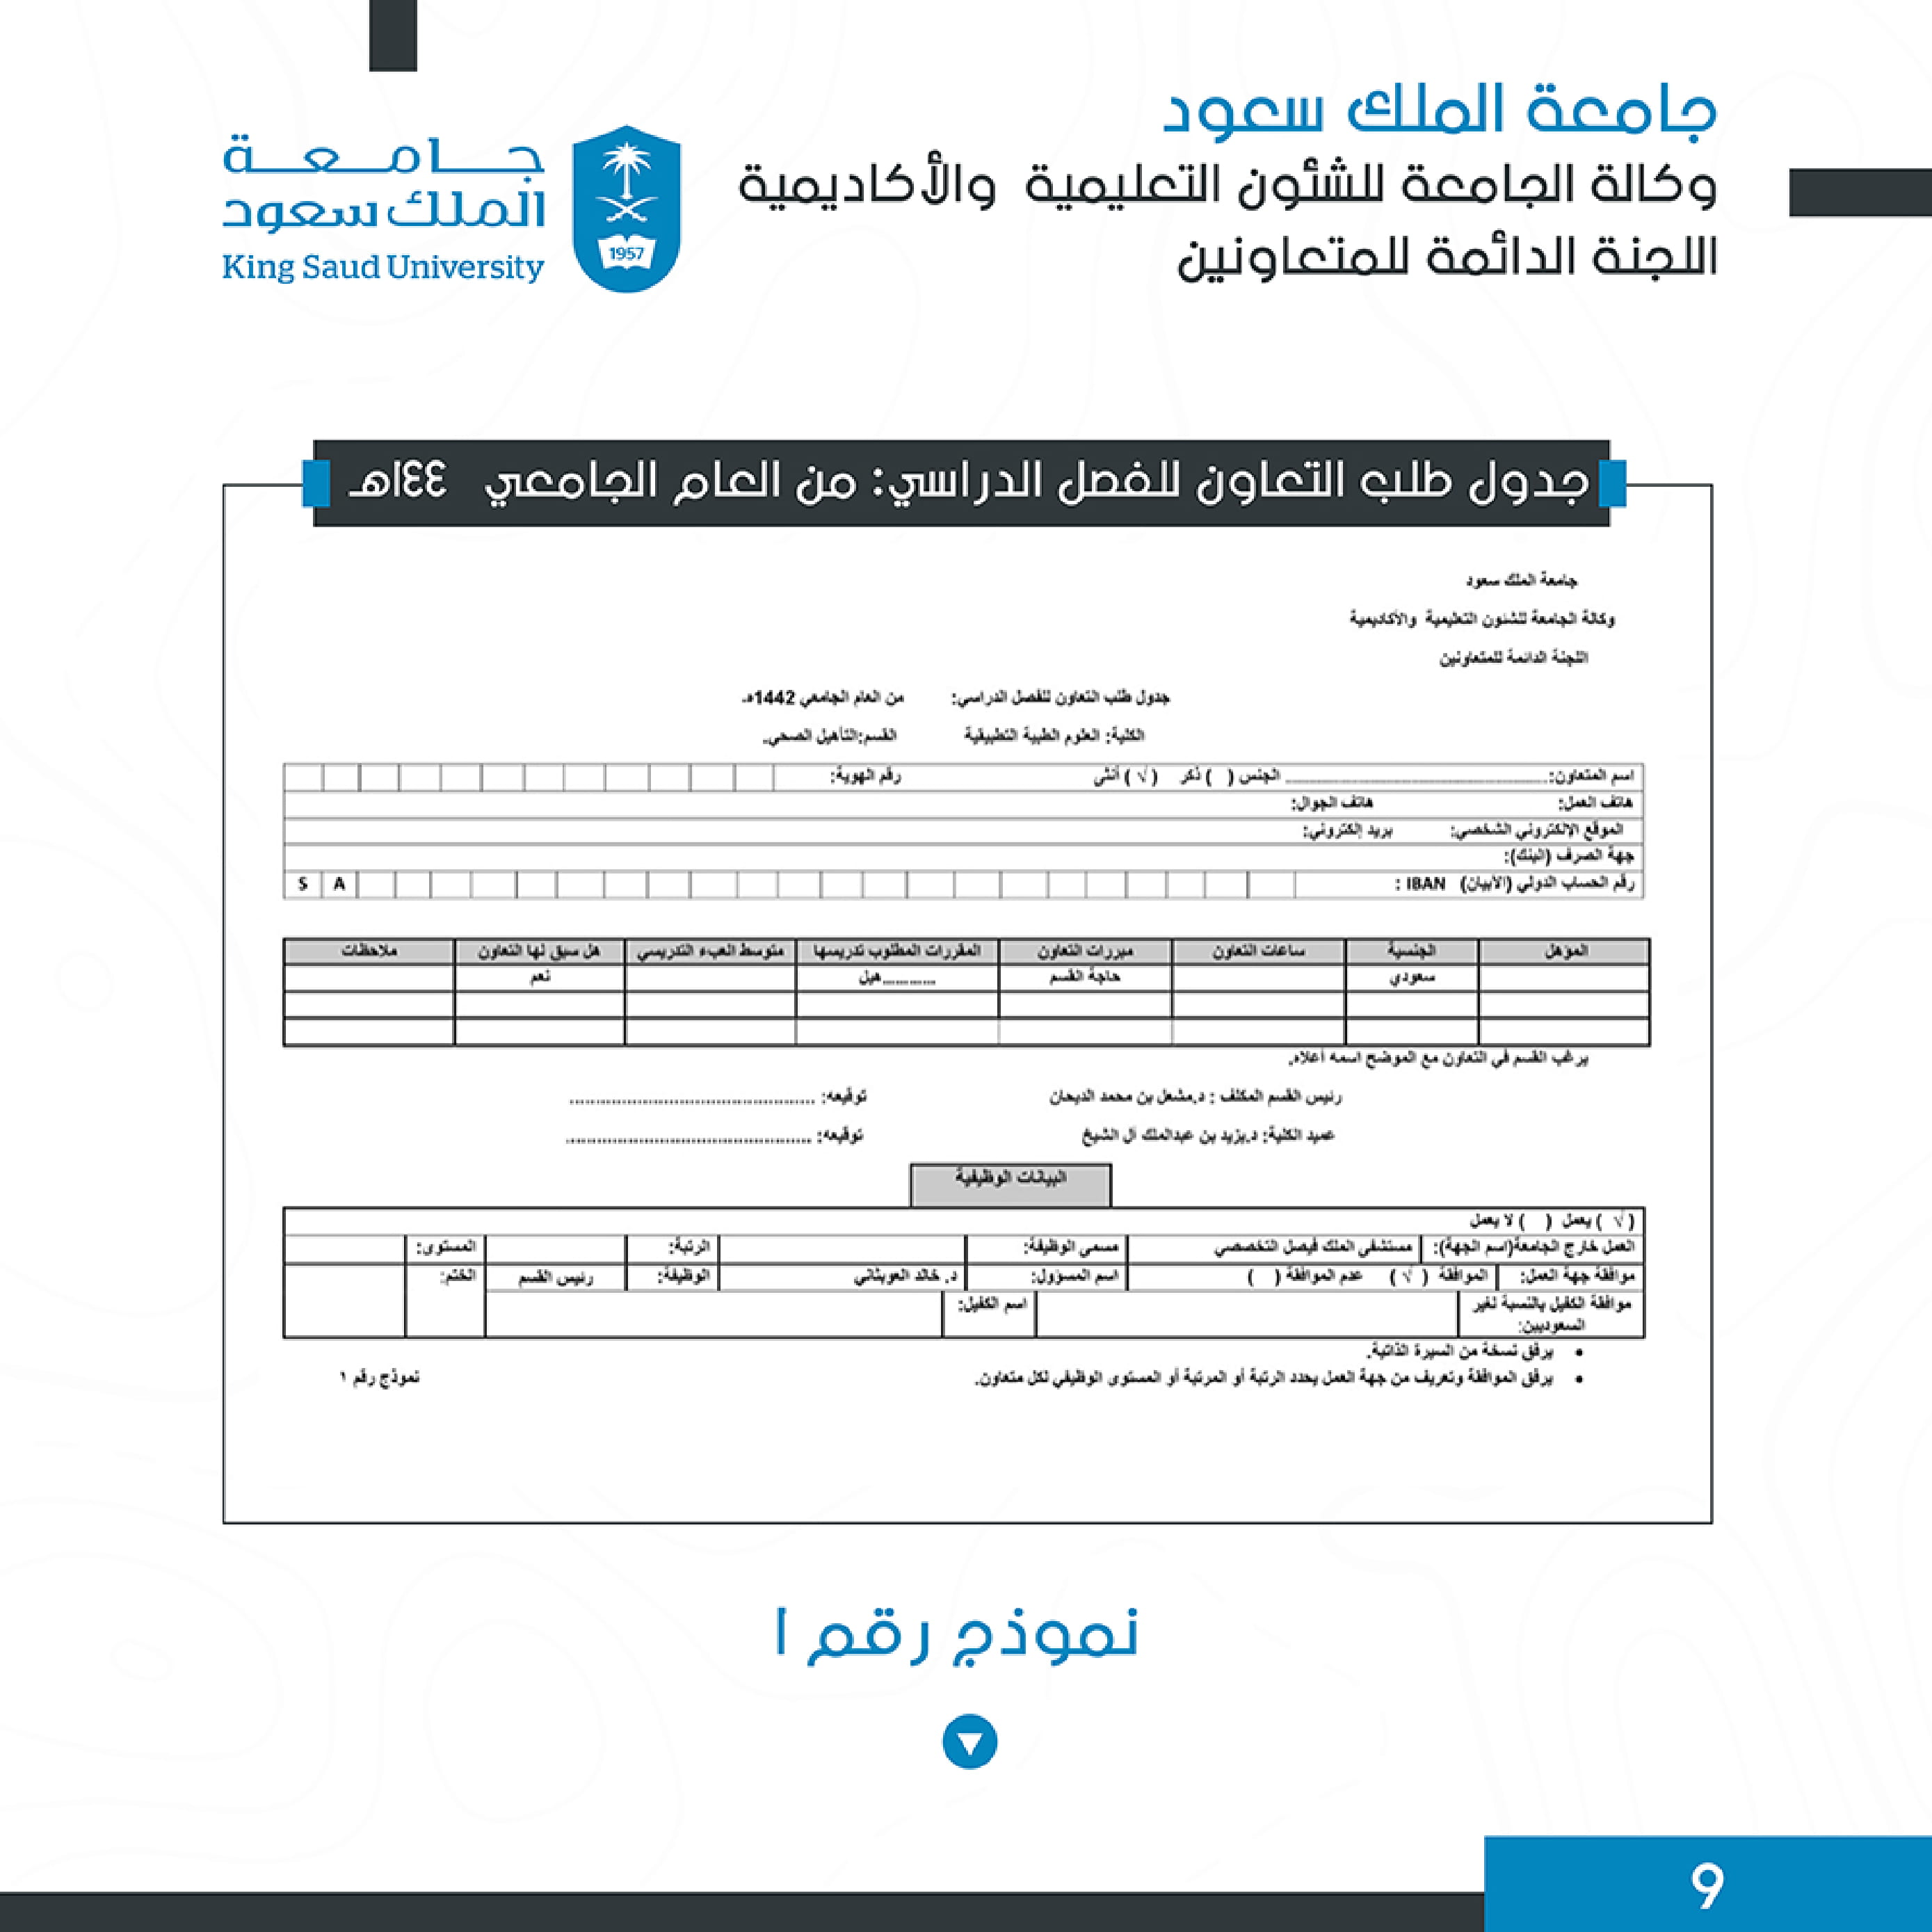 جامعة الملك سعود
وكالة الجامعة للشئون التعليمية والأكاديمية
اللجنة الدائمة للمتعاونين
جامعة
الملك سعود
King Saud University
1957
جدول طلب التعاون للفصل الدراسي: من العام الجامعي ١٤٤هـ
جامعة الملك سعود
وكالة الجامعة للشئون التعليمية والأكاديمية
اللجنة الدائمة للمتعاونين
جدول طلب التعاون للفصل الدراسي: من العام الجامعي 1442ه.
الكلية: العلوم الطبية التطبيقية القسم:التأهيل الصحي.
اسم المتعاون:........................ الجنس ( ) ذكر ( √ ) أنثى رقم الهوية:
هاتف العمل: هاتف الجوال:
الموقع الإلكتروني الشخصي: بريد إلكتروني:
جهة الصرف (البنك):
رقم الحساب الدولي (الآيبان) IBAN : A S
المؤهل الجنسية ساعات التعاون مبررات التعاون المقررات المطلوب تدريسها متوسط العبء التدريسي هل سبق لها التعاون ملاحظات
سعودي حاجة القسم ............هيل نعم
يرغب القسم في التعاون مع الموضح اسمه أعلاه.
رئيس القسم المكلف : د.مشعل بن محمد الديحان توقيعه: ................................................
عميد الكلية: د.يزيد بن عبدالملك آل الشيخ توقيعه: ................................................
البيانات الوظيفية
( √ ) يعمل ( ) لا يعمل
العمل خارج الجامعة(اسم الجهة): مستشفى الملك فيصل التخصصي مسمى الوظيفة: الرتبة: المستوى:
موافقة جهة العمل: الموافقة ( √ ) عدم الموافقة ( ) اسم المسؤول: د. خالد العويثاني الوظيفة: رئيس القسم الختم:
موافقة الكفيل بالنسبة لغير السعوديين: اسم الكفيل:
• يرفق نسخة من السيرة الذاتية.
• يرفق الموافقة وتعريف من جهة العمل يحدد الرتبة أو المرتبة أو المستوى الوظيفي لكل متعاون.
نموذج رقم ١
نموذج رقم ١
9